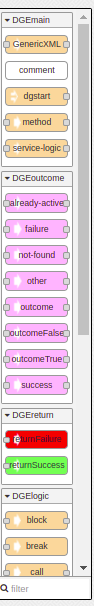 DGEmain
GenericXML
comment
dgstart
method
service-logic
DGEoutcome
already-active
failure
not-found
other
outcome
outcomeFalse
outcomeTrue
success
DGEreturn
returnFailure
returnSuccess
DGElogic
block
break
call
filter